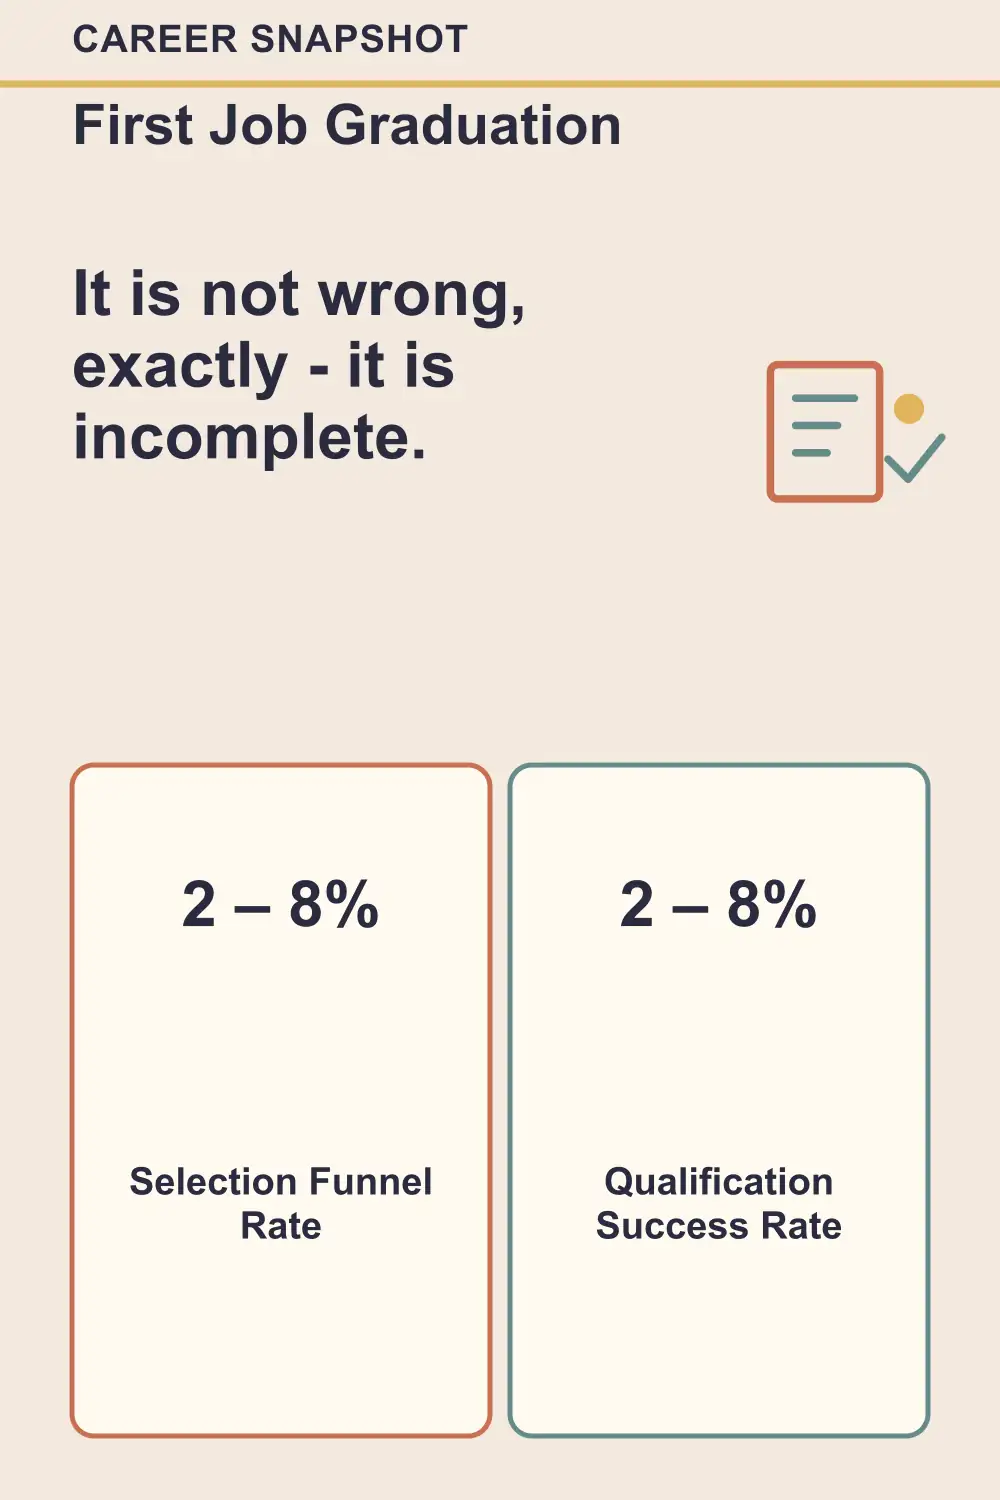 CAREER SNAPSHOT
First Job Graduation
It is not wrong,
exactly - it is
incomplete.
2 – 8%
Selection Funnel
Rate
2 – 8%
Qualification
Success Rate